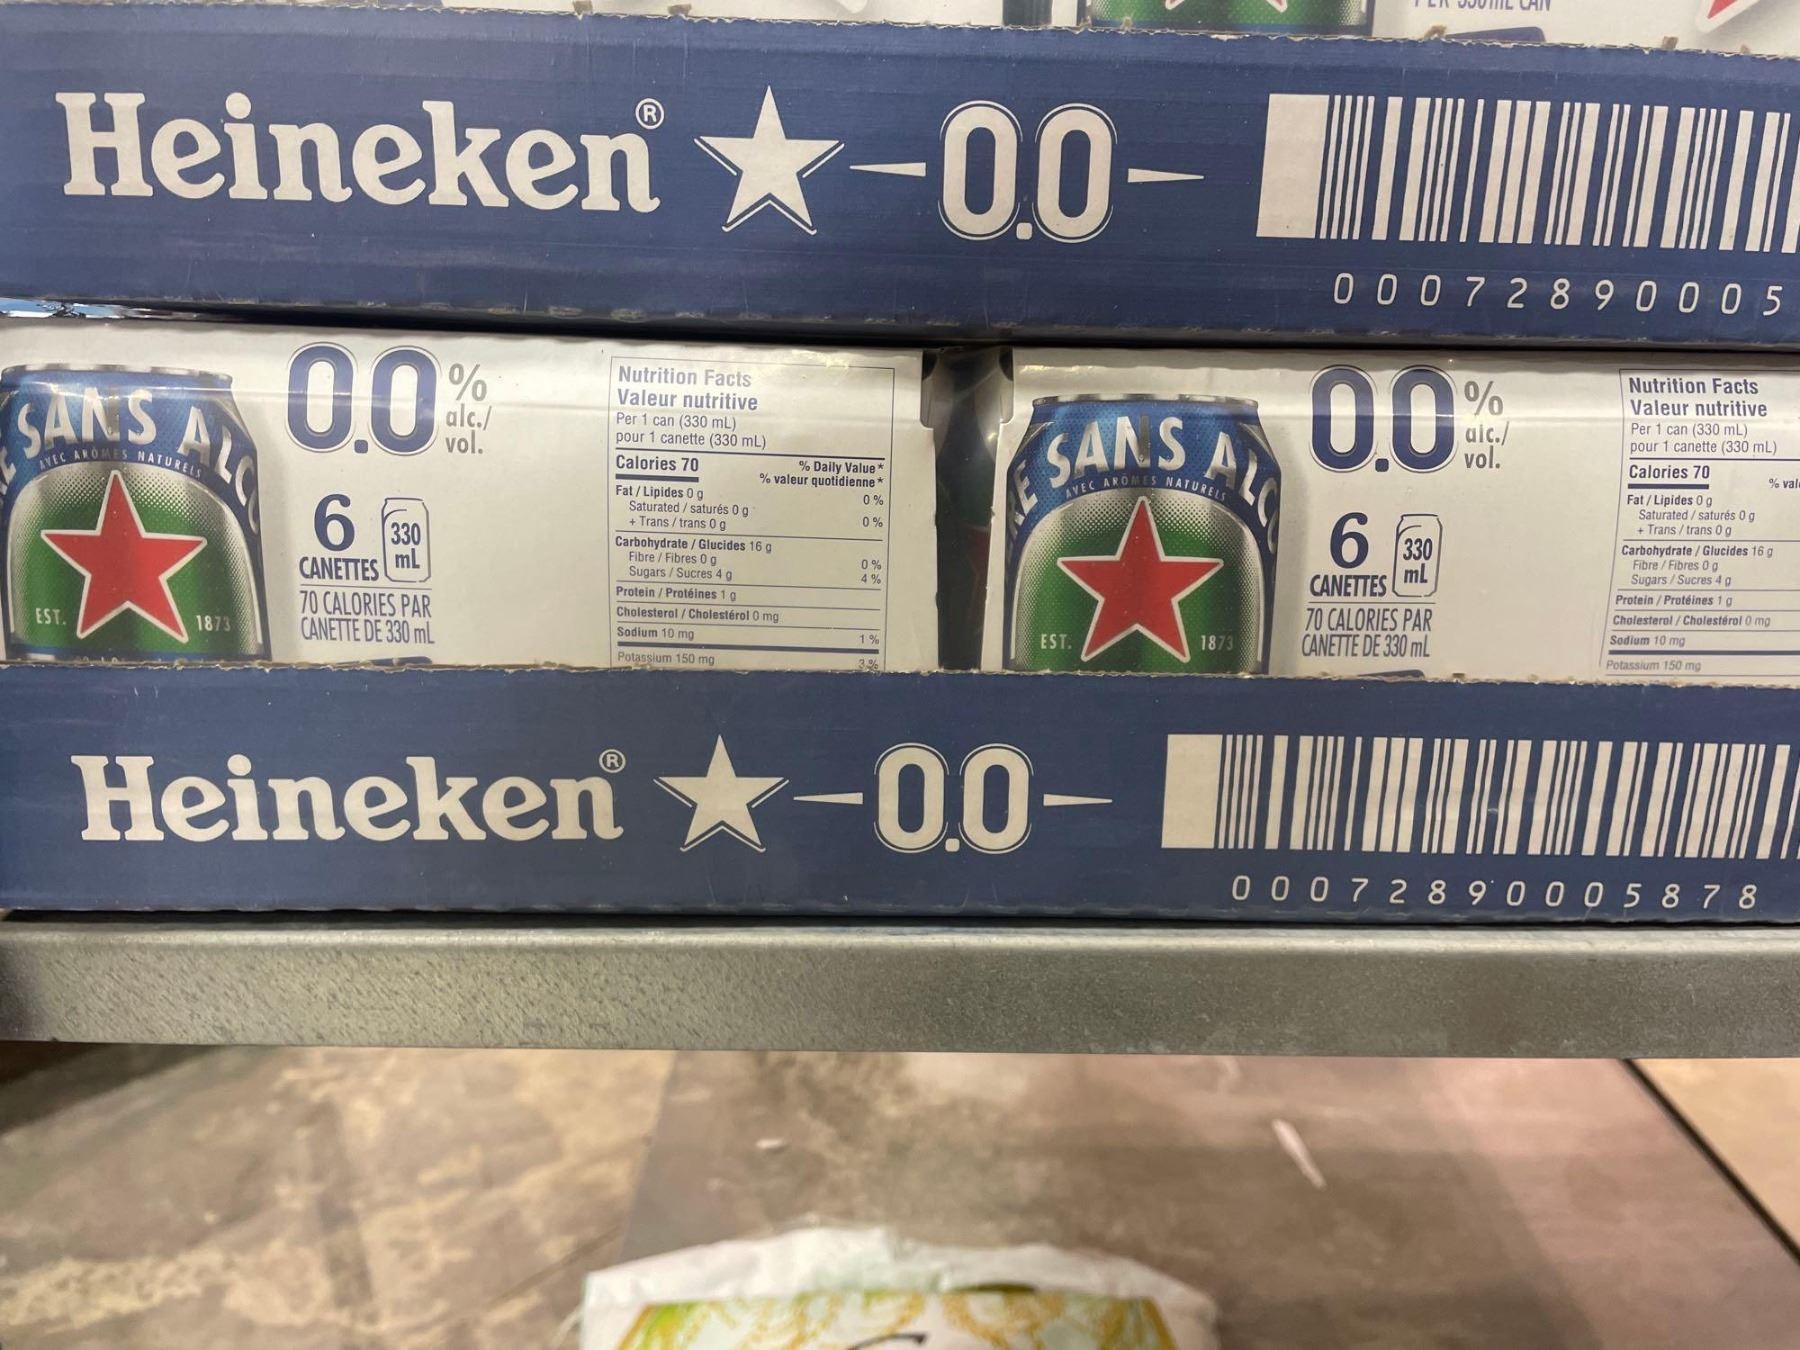 PER 330ML CAN
Heineken® 0.0
000728900005
SANS ALC
AVEC ARÔMES NATURELS
EST. 1873
0.0 % alc./ vol.
6 CANETTES
330 mL
70 CALORIES PAR
CANETTE DE 330 mL
Nutrition Facts
Valeur nutritive
Per 1 can (330 mL)
pour 1 canette (330 mL)
Calories 70
% Daily Value*
% valeur quotidienne*
Fat / Lipides 0 g 0 %
Saturated / saturés 0 g
+ Trans / trans 0 g 0 %
Carbohydrate / Glucides 16 g
Fibre / Fibres 0 g 0 %
Sugars / Sucres 4 g 4 %
Protein / Protéines 1 g
Cholesterol / Cholestérol 0 mg
Sodium 10 mg 1 %
Potassium 150 mg 3 %
RE SANS ALC
AVEC ARÔMES NATURELS
EST. 1873
0.0 % alc./ vol.
6 CANETTES
330 mL
70 CALORIES PAR
CANETTE DE 330 mL
Nutrition Facts
Valeur nutritive
Per 1 can (330 mL)
pour 1 canette (330 mL)
Calories 70
% val
Fat / Lipides 0 g
Saturated / saturés 0 g
+ Trans / trans 0 g
Carbohydrate / Glucides 16 g
Fibre / Fibres 0 g
Sugars / Sucres 4 g
Protein / Protéines 1 g
Cholesterol / Cholestérol 0 mg
Sodium 10 mg
Potassium 150 mg
Heineken® 0.0
00072890005878